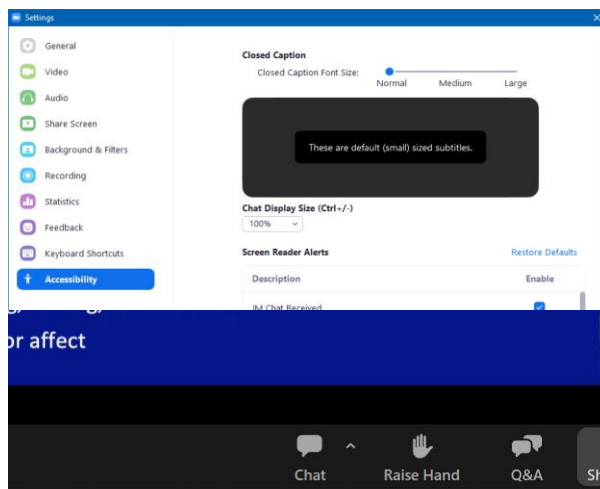 Settings
General
Video
Audio
Share Screen
Background & Filters
Recording
Statistics
Feedback
Keyboard Shortcuts
Accessibility
Closed Caption
Closed Caption Font Size:
Normal Medium Large
These are default (small) sized subtitles.
Chat Display Size (Ctrl+/-)
100%
Screen Reader Alerts Restore Defaults
Description Enable
IM Chat Received
or affect
Chat Raise Hand Q&A Sh